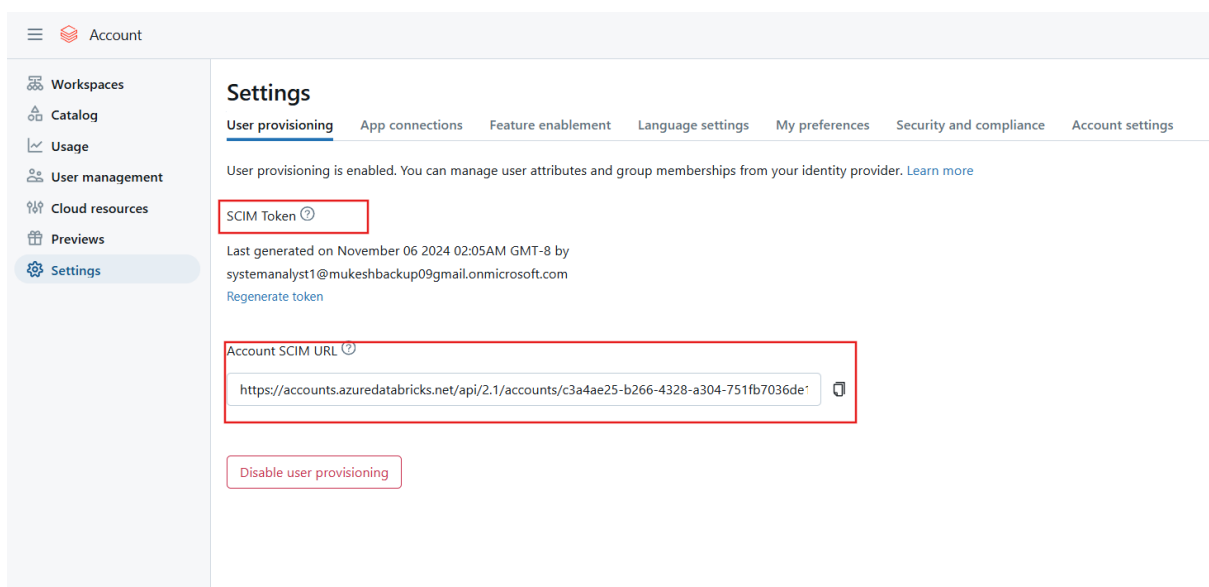 Account
Workspaces
Catalog
Usage
User management
Cloud resources
Previews
Settings
Settings
User provisioning App connections Feature enablement Language settings My preferences Security and compliance Account settings
User provisioning is enabled. You can manage user attributes and group memberships from your identity provider. Learn more
SCIM Token ?
Last generated on November 06 2024 02:05AM GMT-8 by
systemanalyst1@mukeshbackup09gmail.onmicrosoft.com
Regenerate token
Account SCIM URL ?
https://accounts.azuredatabricks.net/api/2.1/accounts/c3a4ae25-b266-4328-a304-751fb7036de1
Disable user provisioning